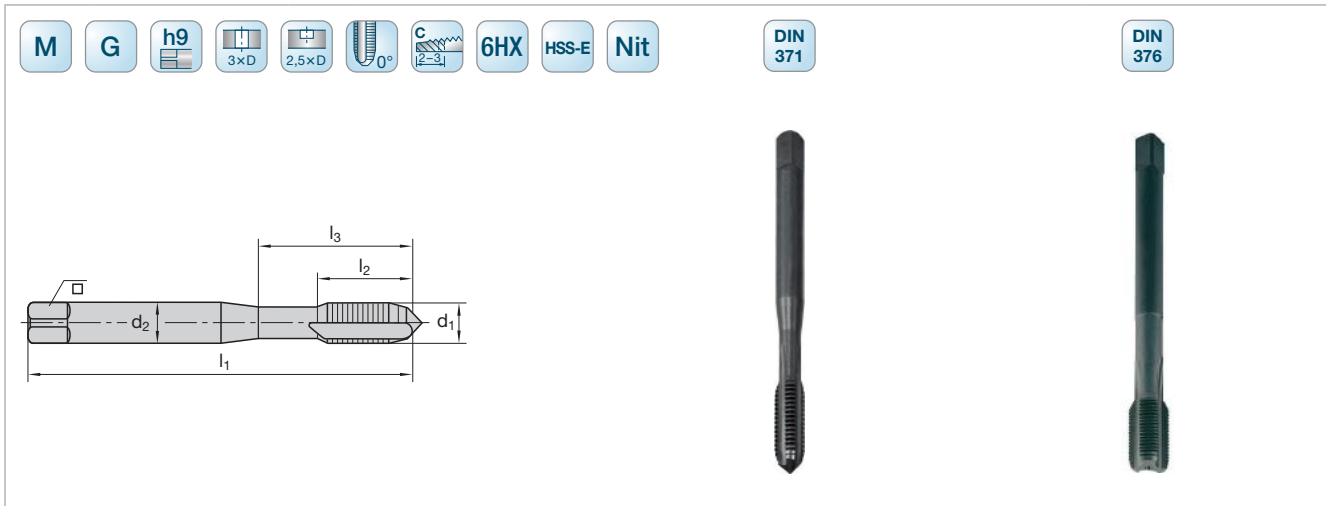 M
G
h9
3×D
2,5×D
0°
C
2–3
6HX
HSS-E
Nit
DIN
371
DIN
376
l3
l2
d2
d1
l1